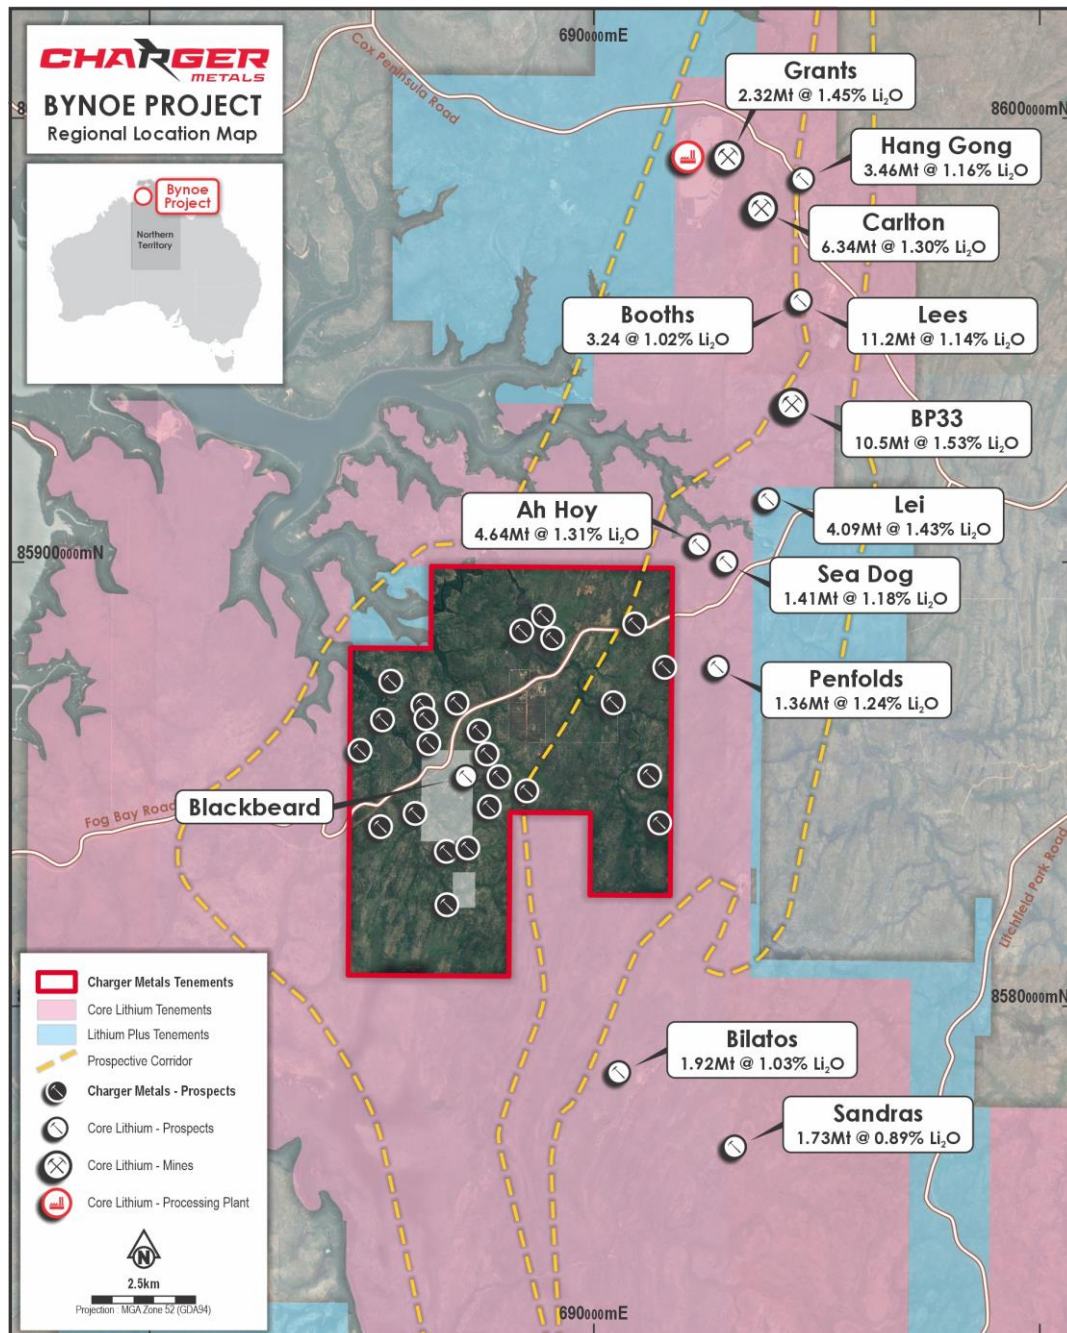 CHARGER
METALS
BYNOE PROJECT
Regional Location Map
Bynoe
Project
Northern
Territory
690000mE
Cox Peninsula Road
8600000mN
Grants
2.32Mt @ 1.45% Li₂O
Hang Gong
3.46Mt @ 1.16% Li₂O
Carlton
6.34Mt @ 1.30% Li₂O
Booths
3.24 @ 1.02% Li₂O
Lees
11.2Mt @ 1.14% Li₂O
BP33
10.5Mt @ 1.53% Li₂O
Ah Hoy
4.64Mt @ 1.31% Li₂O
Lei
4.09Mt @ 1.43% Li₂O
85900000mN
Sea Dog
1.41Mt @ 1.18% Li₂O
Penfolds
1.36Mt @ 1.24% Li₂O
Blackbeard
Fog Bay Road
Litchfield Park Road
8580000mN
Bilatos
1.92Mt @ 1.03% Li₂O
Sandras
1.73Mt @ 0.89% Li₂O
Charger Metals Tenements
Core Lithium Tenements
Lithium Plus Tenements
Prospective Corridor
Charger Metals - Prospects
Core Lithium - Prospects
Core Lithium - Mines
Core Lithium - Processing Plant
N
2.5km
Projection : MGA Zone 52 (GDA94)
690000mE